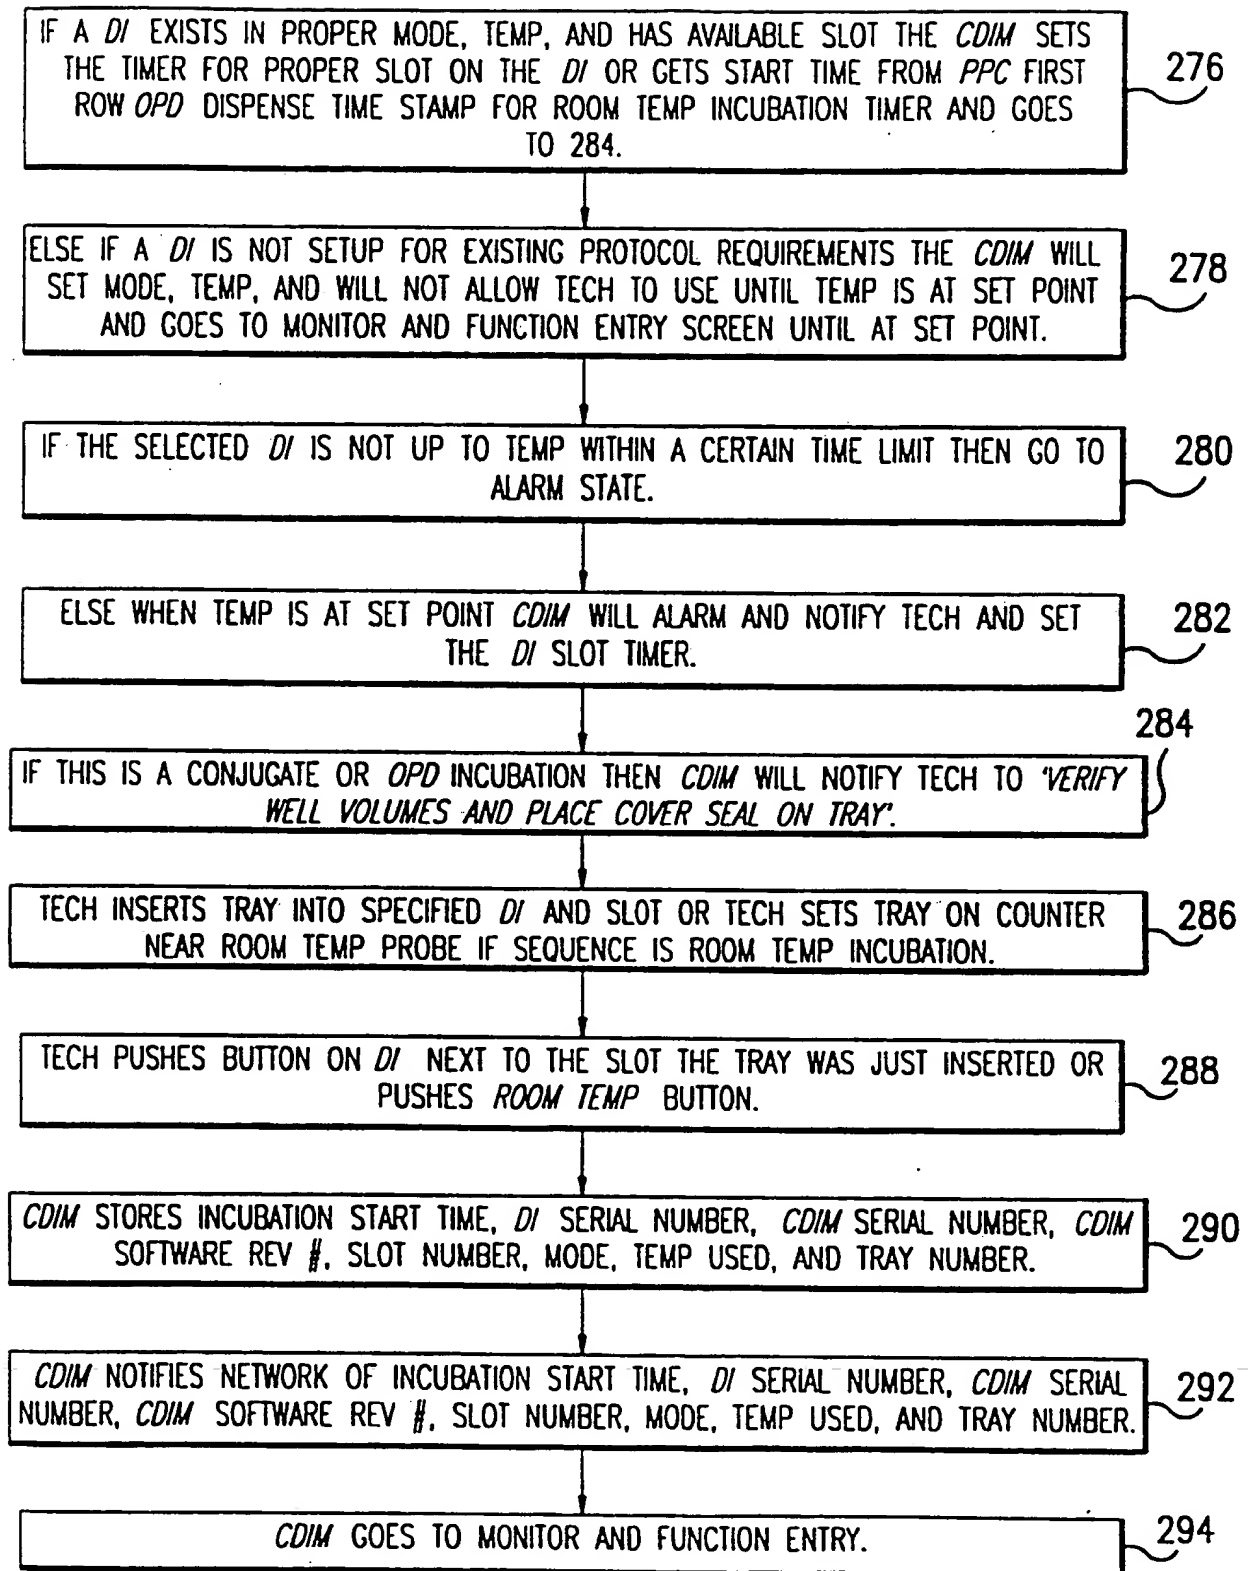 IF A DI EXISTS IN PROPER MODE, TEMP, AND HAS AVAILABLE SLOT THE CDIM SETS
THE TIMER FOR PROPER SLOT ON THE DI OR GETS START TIME FROM PPC FIRST
ROW OPD DISPENSE TIME STAMP FOR ROOM TEMP INCUBATION TIMER AND GOES
TO 284.
276
ELSE IF A DI IS NOT SETUP FOR EXISTING PROTOCOL REQUIREMENTS THE CDIM WILL
SET MODE, TEMP, AND WILL NOT ALLOW TECH TO USE UNTIL TEMP IS AT SET POINT
AND GOES TO MONITOR AND FUNCTION ENTRY SCREEN UNTIL AT SET POINT.
278
IF THE SELECTED DI IS NOT UP TO TEMP WITHIN A CERTAIN TIME LIMIT THEN GO TO
ALARM STATE.
280
ELSE WHEN TEMP IS AT SET POINT CDIM WILL ALARM AND NOTIFY TECH AND SET
THE DI SLOT TIMER.
282
IF THIS IS A CONJUGATE OR OPD INCUBATION THEN CDIM WILL NOTIFY TECH TO 'VERIFY
WELL VOLUMES AND PLACE COVER SEAL ON TRAY'.
284
TECH INSERTS TRAY INTO SPECIFIED DI AND SLOT OR TECH SETS TRAY ON COUNTER
NEAR ROOM TEMP PROBE IF SEQUENCE IS ROOM TEMP INCUBATION.
286
TECH PUSHES BUTTON ON DI NEXT TO THE SLOT THE TRAY WAS JUST INSERTED OR
PUSHES ROOM TEMP BUTTON.
288
CDIM STORES INCUBATION START TIME, DI SERIAL NUMBER, CDIM SERIAL NUMBER, CDIM
SOFTWARE REV #, SLOT NUMBER, MODE, TEMP USED, AND TRAY NUMBER.
290
CDIM NOTIFIES NETWORK OF INCUBATION START TIME, DI SERIAL NUMBER, CDIM SERIAL
NUMBER, CDIM SOFTWARE REV #, SLOT NUMBER, MODE, TEMP USED, AND TRAY NUMBER.
292
CDIM GOES TO MONITOR AND FUNCTION ENTRY.
294